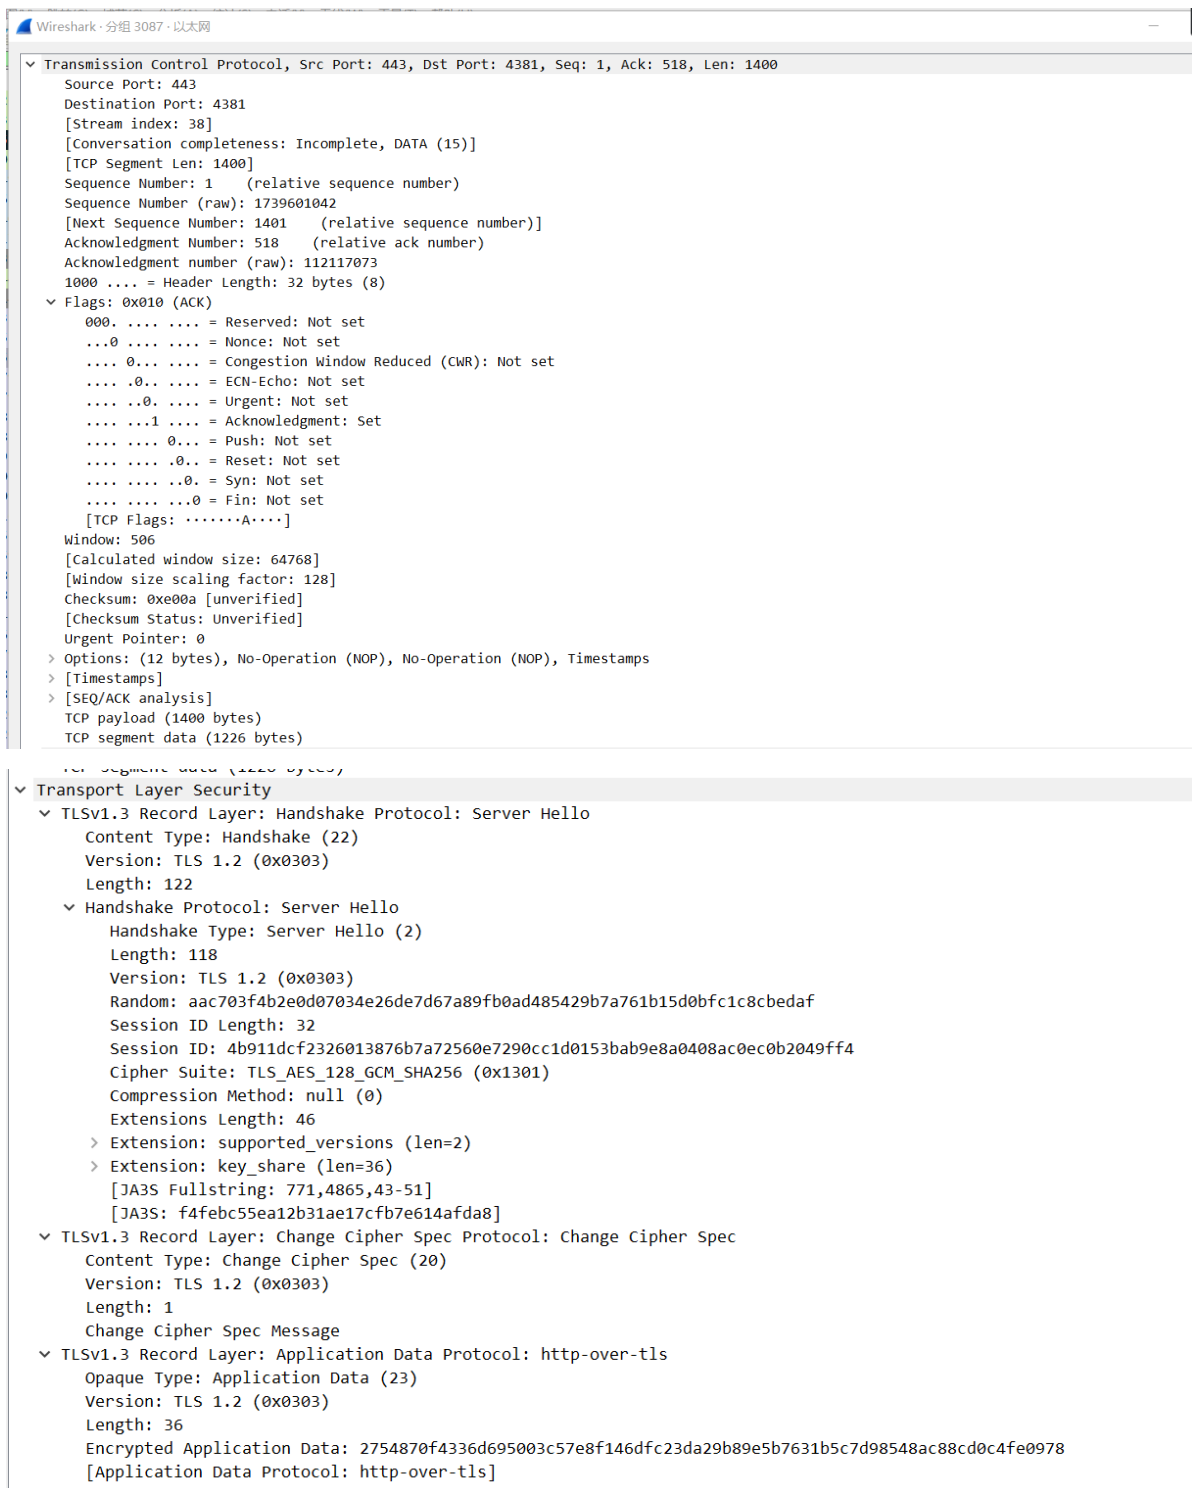 Wireshark · 分组 3087 · 以太网
Transmission Control Protocol, Src Port: 443, Dst Port: 4381, Seq: 1, Ack: 518, Len: 1400
Source Port: 443
Destination Port: 4381
[Stream index: 38]
[Conversation completeness: Incomplete, DATA (15)]
[TCP Segment Len: 1400]
Sequence Number: 1    (relative sequence number)
Sequence Number (raw): 1739601042
[Next Sequence Number: 1401    (relative sequence number)]
Acknowledgment Number: 518    (relative ack number)
Acknowledgment number (raw): 112117073
1000 .... = Header Length: 32 bytes (8)
Flags: 0x010 (ACK)
000. .... .... = Reserved: Not set
...0 .... .... = Nonce: Not set
.... 0... .... = Congestion Window Reduced (CWR): Not set
.... .0.. .... = ECN-Echo: Not set
.... ..0. .... = Urgent: Not set
.... ...1 .... = Acknowledgment: Set
.... .... 0... = Push: Not set
.... .... .0.. = Reset: Not set
.... .... ..0. = Syn: Not set
.... .... ...0 = Fin: Not set
[TCP Flags: ·······A····]
Window: 506
[Calculated window size: 64768]
[Window size scaling factor: 128]
Checksum: 0xe00a [unverified]
[Checksum Status: Unverified]
Urgent Pointer: 0
Options: (12 bytes), No-Operation (NOP), No-Operation (NOP), Timestamps
[Timestamps]
[SEQ/ACK analysis]
TCP payload (1400 bytes)
TCP segment data (1226 bytes)
TCP segment data (1226 bytes)
Transport Layer Security
TLSv1.3 Record Layer: Handshake Protocol: Server Hello
Content Type: Handshake (22)
Version: TLS 1.2 (0x0303)
Length: 122
Handshake Protocol: Server Hello
Handshake Type: Server Hello (2)
Length: 118
Version: TLS 1.2 (0x0303)
Random: aac703f4b2e0d07034e26de7d67a89fb0ad485429b7a761b15d0bfc1c8cbedaf
Session ID Length: 32
Session ID: 4b911dcf2326013876b7a72560e7290cc1d0153bab9e8a0408ac0ec0b2049ff4
Cipher Suite: TLS_AES_128_GCM_SHA256 (0x1301)
Compression Method: null (0)
Extensions Length: 46
Extension: supported_versions (len=2)
Extension: key_share (len=36)
[JA3S Fullstring: 771,4865,43-51]
[JA3S: f4febc55ea12b31ae17cfb7e614afda8]
TLSv1.3 Record Layer: Change Cipher Spec Protocol: Change Cipher Spec
Content Type: Change Cipher Spec (20)
Version: TLS 1.2 (0x0303)
Length: 1
Change Cipher Spec Message
TLSv1.3 Record Layer: Application Data Protocol: http-over-tls
Opaque Type: Application Data (23)
Version: TLS 1.2 (0x0303)
Length: 36
Encrypted Application Data: 2754870f4336d695003c57e8f146dfc23da29b89e5b7631b5c7d98548ac88cd0c4fe0978
[Application Data Protocol: http-over-tls]